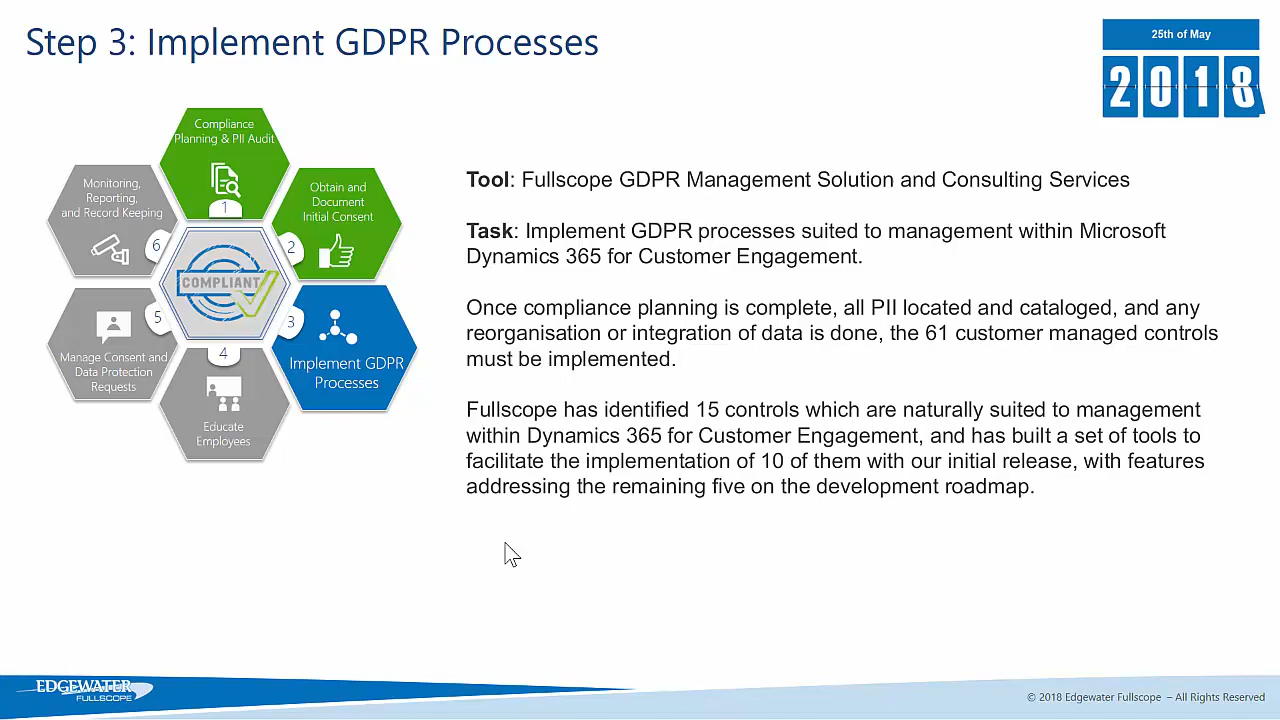 Step 3: Implement GDPR Processes
25th of May
2018
Compliance
Planning & PII Audit
1
Obtain and
Document
Initial Consent
2
Implement GDPR
Processes
3
4
Educate
Employees
5
Manage Consent and
Data Protection
Requests
Monitoring,
Reporting,
and Record Keeping
6
COMPLIANT
Tool: Fullscope GDPR Management Solution and Consulting Services
Task: Implement GDPR processes suited to management within Microsoft
Dynamics 365 for Customer Engagement.
Once compliance planning is complete, all PII located and cataloged, and any
reorganisation or integration of data is done, the 61 customer managed controls
must be implemented.
Fullscope has identified 15 controls which are naturally suited to management
within Dynamics 365 for Customer Engagement, and has built a set of tools to
facilitate the implementation of 10 of them with our initial release, with features
addressing the remaining five on the development roadmap.
EDGEWATER
FULLSCOPE
© 2018 Edgewater Fullscope – All Rights Reserved